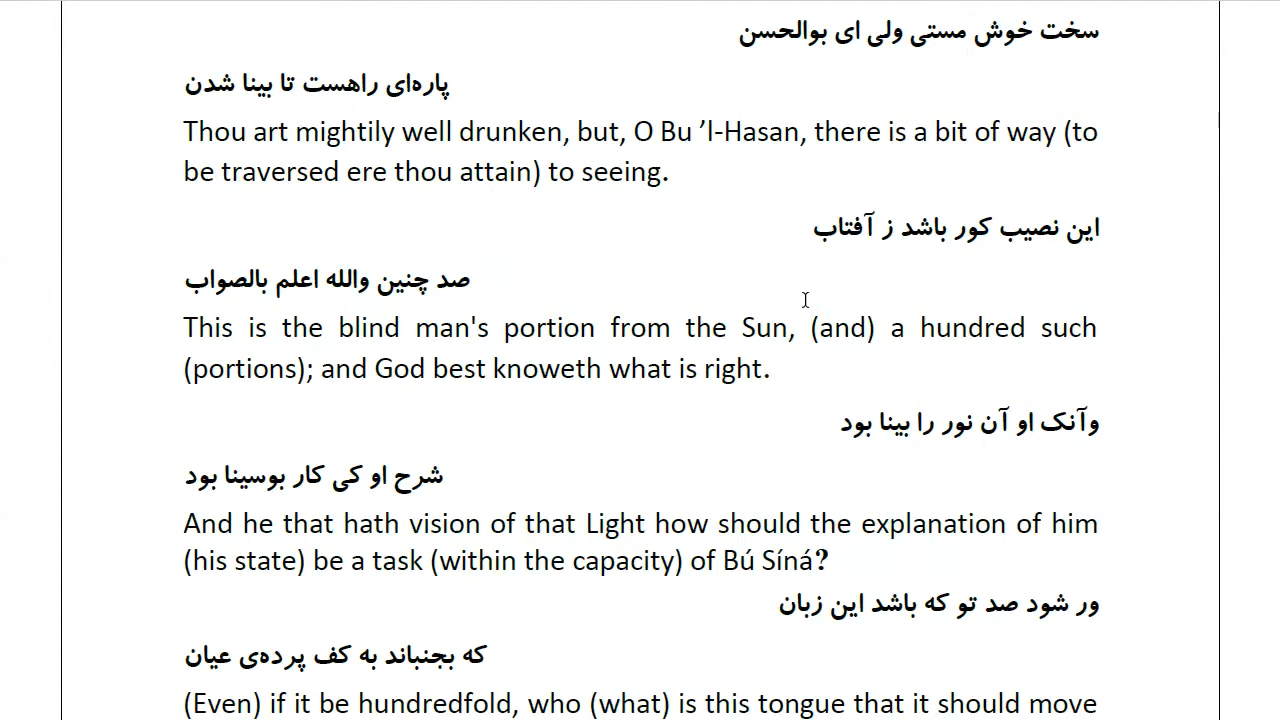 سخت خوش مستی ولی ای بوالحسن
پاره‌ای راهست تا بینا شدن
Thou art mightily well drunken, but, O Bu ’l-Hasan, there is a bit of way (to
be traversed ere thou attain) to seeing.
این نصیب کور باشد ز آفتاب
صد چنین والله اعلم بالصواب
This is the blind man's portion from the Sun, (and) a hundred such
(portions); and God best knoweth what is right.
وآنک او آن نور را بینا بود
شرح او کی کار بوسینا بود
And he that hath vision of that Light how should the explanation of him
(his state) be a task (within the capacity) of Bú Síná?
ور شود صد تو که باشد این زبان
که بجنباند به کف پرده‌ی عیان
(Even) if it be hundredfold, who (what) is this tongue that it should move